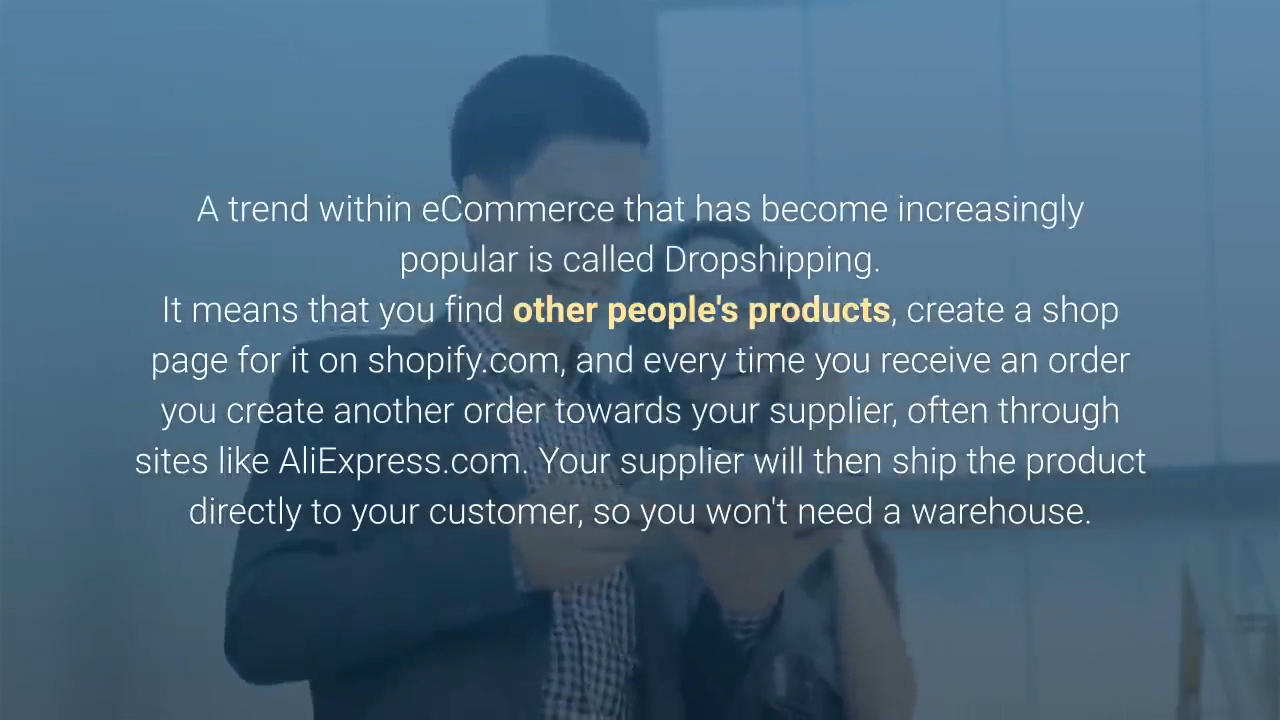 A trend within eCommerce that has become increasingly
popular is called Dropshipping.
It means that you find other people's products, create a shop
page for it on shopify.com, and every time you receive an order
you create another order towards your supplier, often through
sites like AliExpress.com. Your supplier will then ship the product
directly to your customer, so you won't need a warehouse.